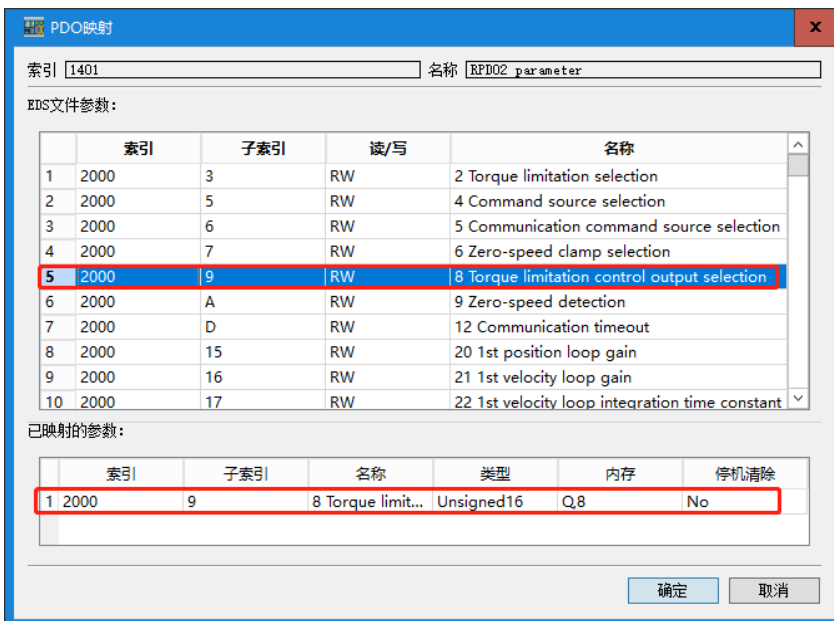 PDO映射
x
索引 1401 名称 RPDO2 parameter
EDS文件参数:
索引 子索引 读/写 名称
1 2000 3 RW 2 Torque limitation selection
2 2000 5 RW 4 Command source selection
3 2000 6 RW 5 Communication command source selection
4 2000 7 RW 6 Zero-speed clamp selection
5 2000 9 RW 8 Torque limitation control output selection
6 2000 A RW 9 Zero-speed detection
7 2000 D RW 12 Communication timeout
8 2000 15 RW 20 1st position loop gain
9 2000 16 RW 21 1st velocity loop gain
10 2000 17 RW 22 1st velocity loop integration time constant
已映射的参数:
索引 子索引 名称 类型 内存 停机清除
1 2000 9 8 Torque limit... Unsigned16 Q,8 No
确定 取消